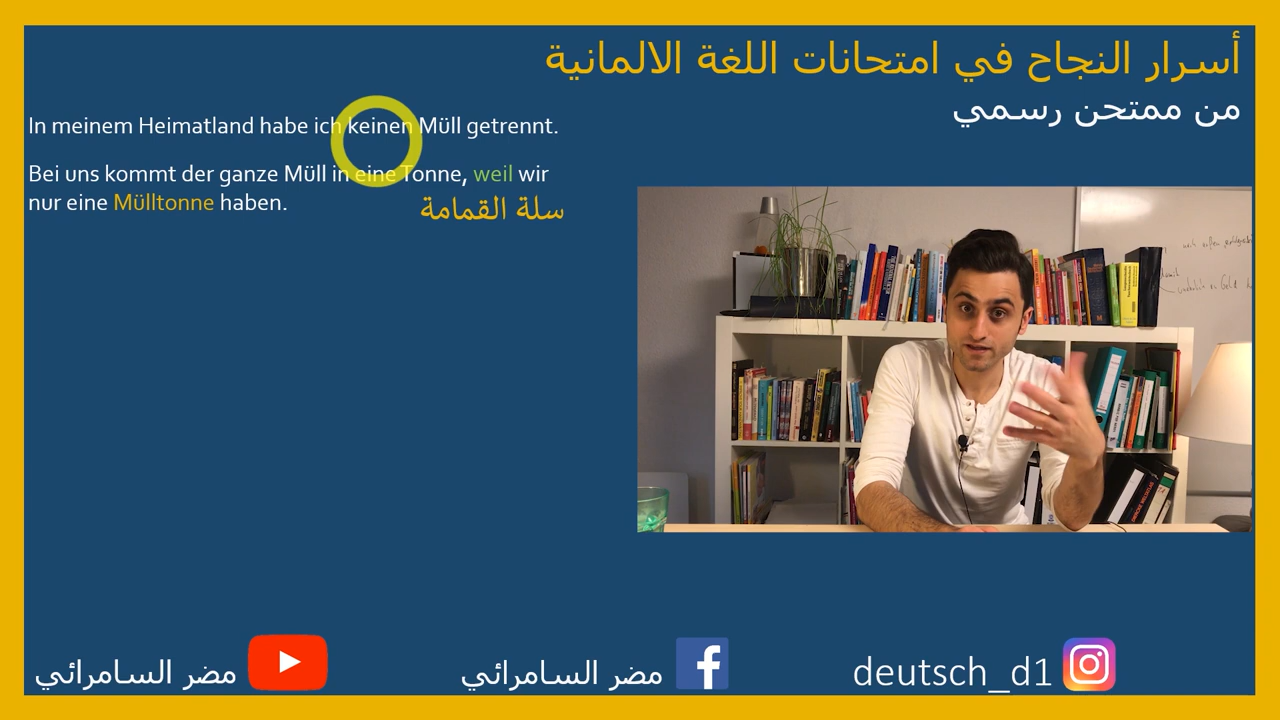 أسرار النجاح في امتحانات اللغة الالمانية
من ممتحن رسمي
In meinem Heimatland habe ich keinen Müll getrennt.
Bei uns kommt der ganze Müll in eine Tonne, weil wir
nur eine Mülltonne haben.
سلة القمامة
مضر السامرائي
مضر السامرائي
deutsch_d1